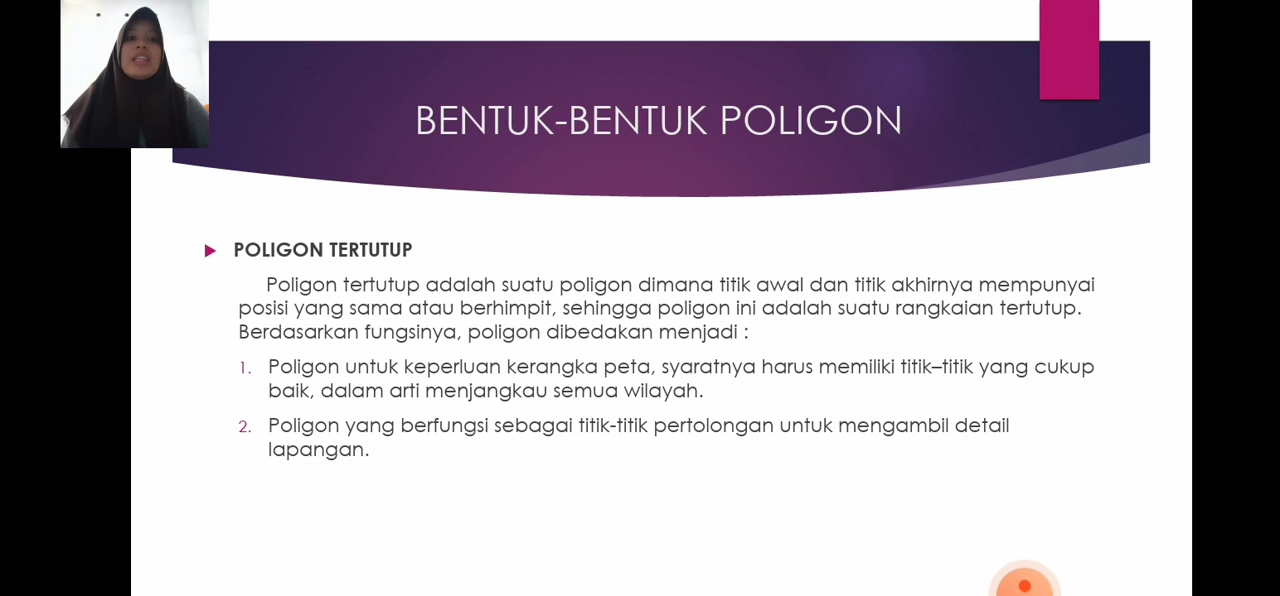 BENTUK-BENTUK POLIGON
POLIGON TERTUTUP
Poligon tertutup adalah suatu poligon dimana titik awal dan titik akhirnya mempunyai
posisi yang sama atau berhimpit, sehingga poligon ini adalah suatu rangkaian tertutup.
Berdasarkan fungsinya, poligon dibedakan menjadi :
1. Poligon untuk keperluan kerangka peta, syaratnya harus memiliki titik–titik yang cukup
baik, dalam arti menjangkau semua wilayah.
2. Poligon yang berfungsi sebagai titik-titik pertolongan untuk mengambil detail
lapangan.